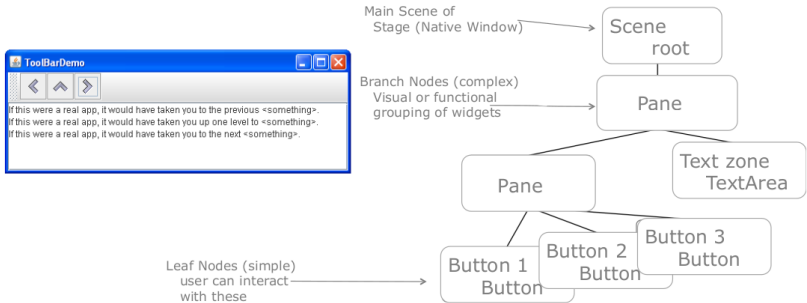 Main Scene of
Stage (Native Window)
Scene
root
ToolBarDemo
If this were a real app, it would have taken you to the previous <something>.
If this were a real app, it would have taken you up one level to <something>.
If this were a real app, it would have taken you to the next <something>.
Branch Nodes (complex)
Visual or functional
grouping of widgets
Pane
Pane
Text zone
TextArea
Button 1
Button
Button 2
Button
Button 3
Button
Leaf Nodes (simple)
user can interact
with these